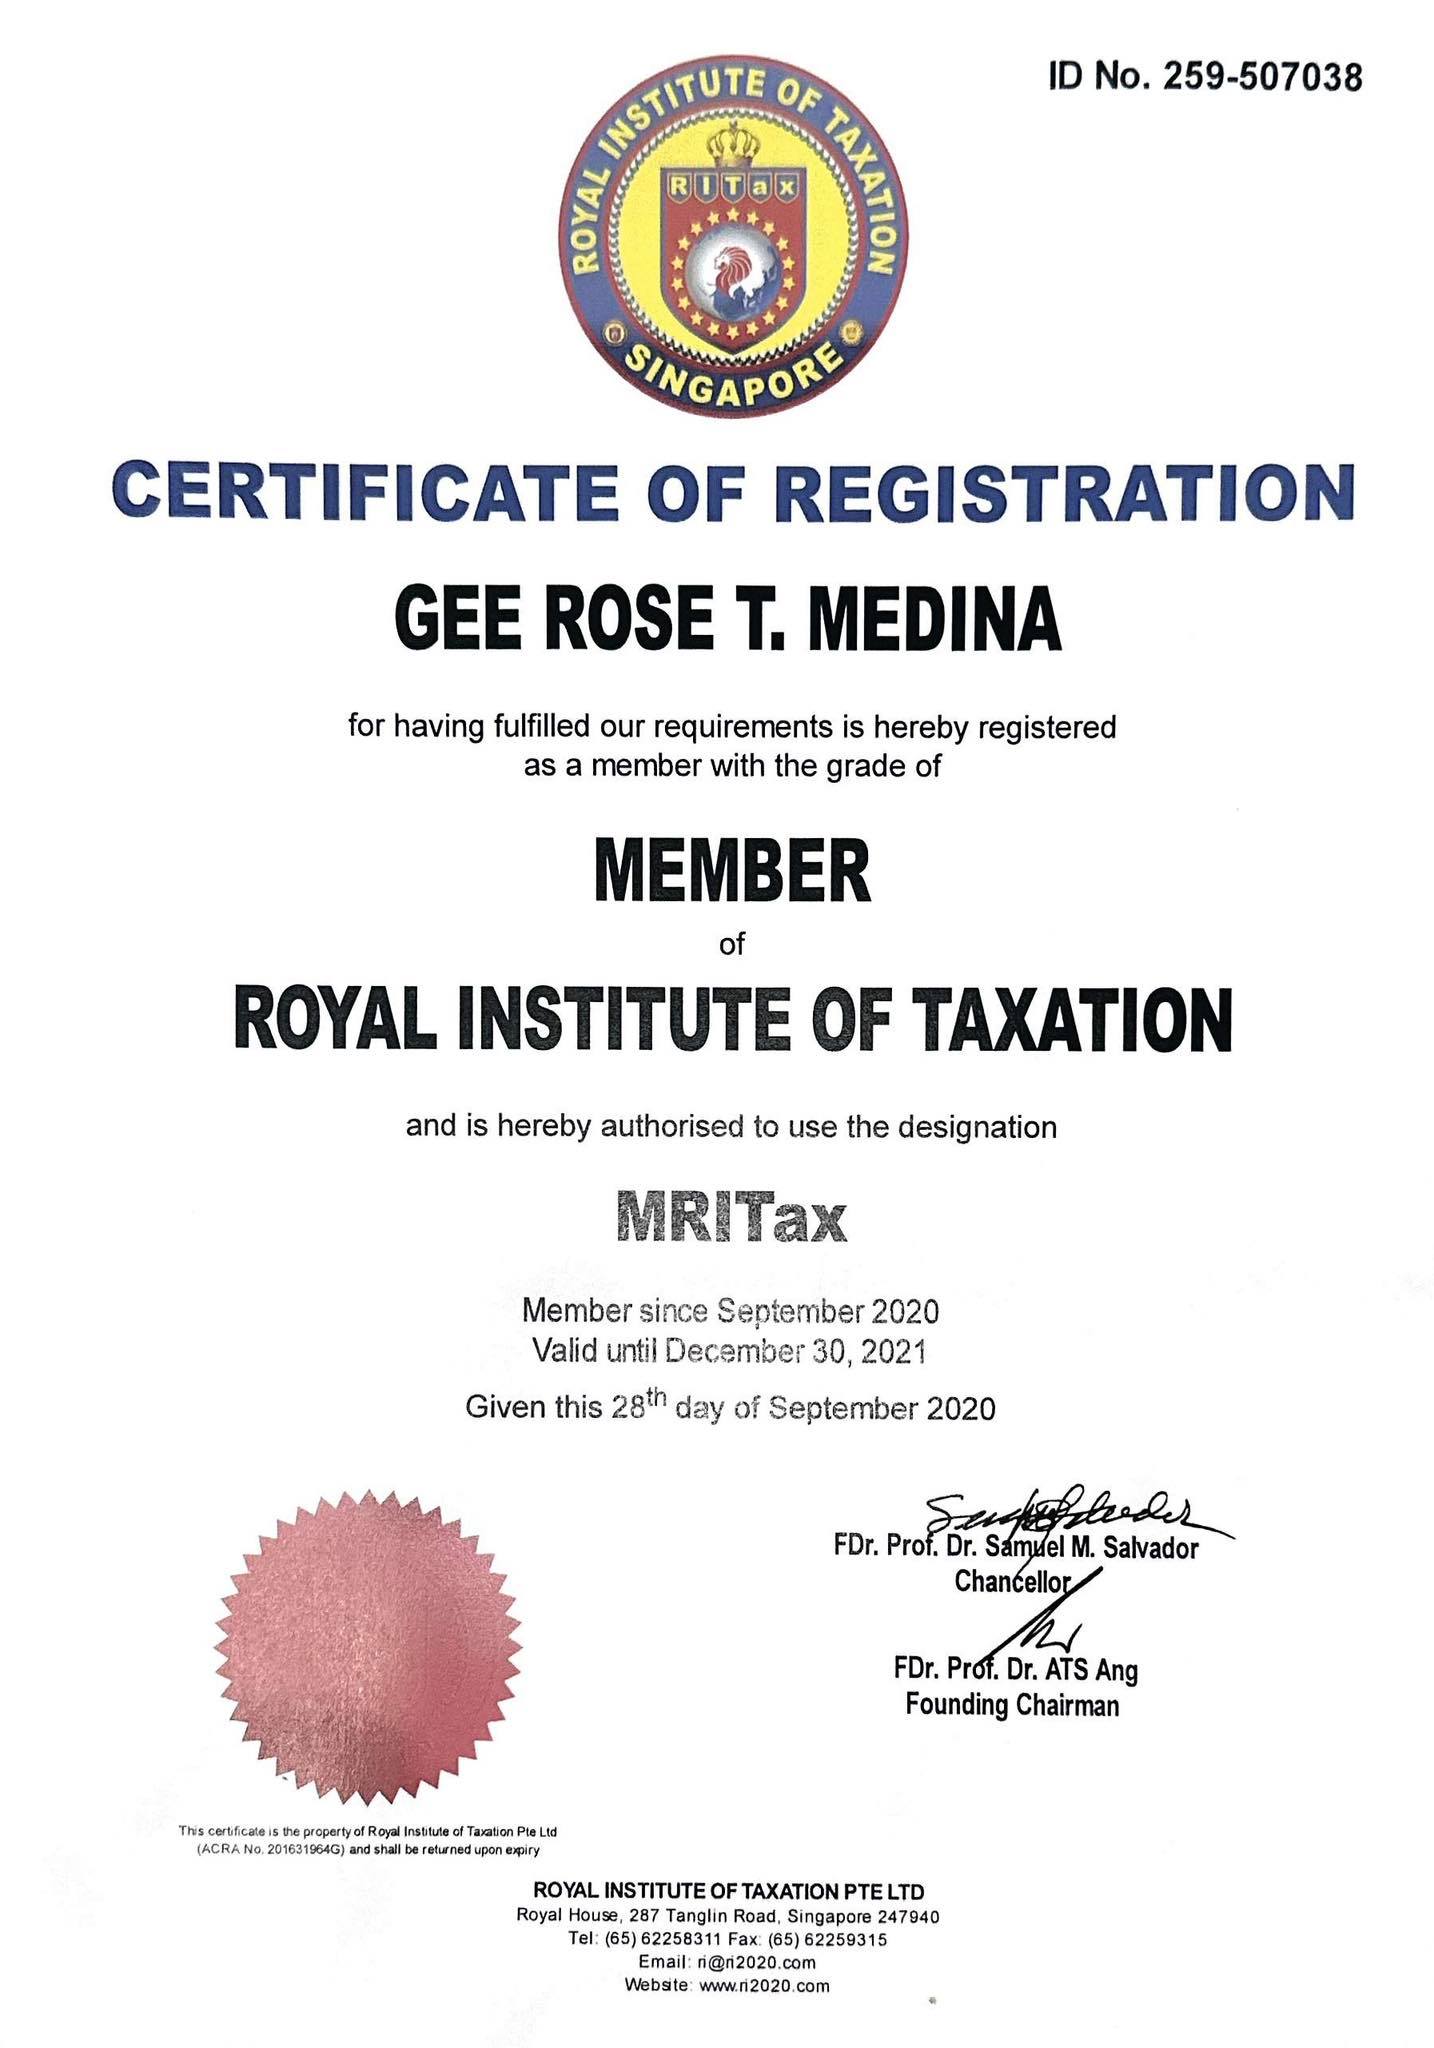 ID No. 259-507038
ROYAL INSTITUTE OF TAXATION
RITax
SINGAPORE
CERTIFICATE OF REGISTRATION
GEE ROSE T. MEDINA
for having fulfilled our requirements is hereby registered
as a member with the grade of
MEMBER
of
ROYAL INSTITUTE OF TAXATION
and is hereby authorised to use the designation
MRITax
Member since September 2020
Valid until December 30, 2021
Given this 28th day of September 2020
FDr. Prof. Dr. Samuel M. Salvador
Chancellor
FDr. Prof. Dr. ATS Ang
Founding Chairman
This certificate is the property of Royal Institute of Taxation Pte Ltd
(ACRA No. 201631964G) and shall be returned upon expiry
ROYAL INSTITUTE OF TAXATION PTE LTD
Royal House, 287 Tanglin Road, Singapore 247940
Tel: (65) 62258311 Fax: (65) 62259315
Email: ri@ri2020.com
Website: www.ri2020.com